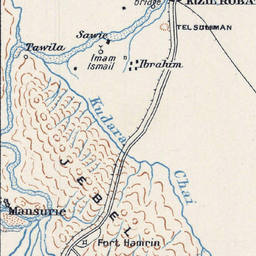 bridge
KIZIL ROBA
TEL SUMMAN
Sawie
Tawila
Imam
Ismail
Ibrahim
Kudara
Chai
JEBEL
Mansurie
Fort Hamrin